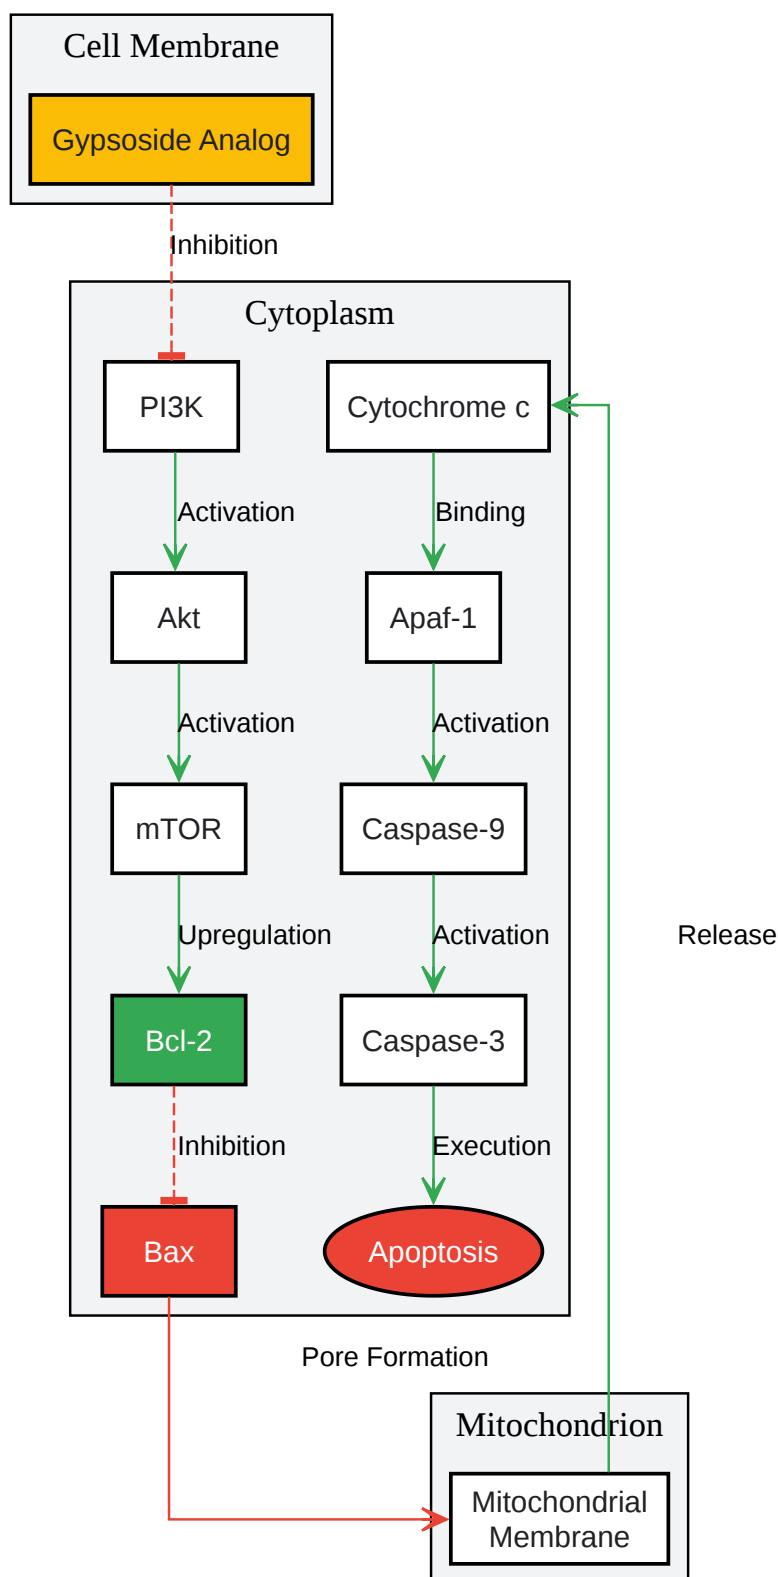 Cell Membrane
Gypsoside Analog
Inhibition
Cytoplasm
PI3K
Cytochrome c
Activation
Binding
Akt
Apaf-1
Activation
Activation
mTOR
Caspase-9
Upregulation
Activation
Release
Bcl-2
Caspase-3
Inhibition
Execution
Bax
Apoptosis
Pore Formation
Mitochondrion
Mitochondrial
Membrane